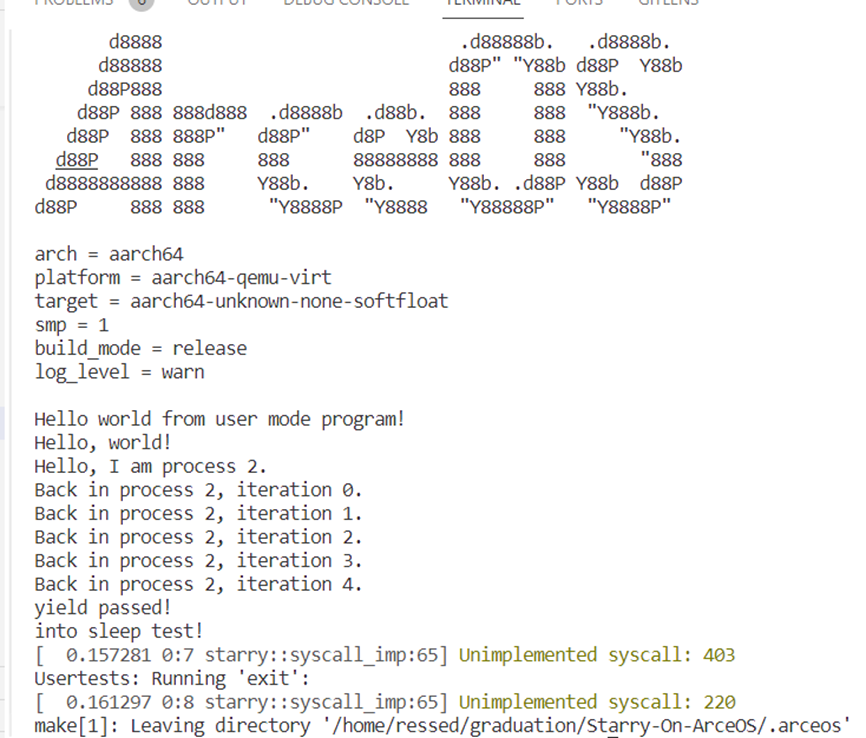 PROBLEMS 6 OUTPUT DEBUG CONSOLE TERMINAL PORTS GITLENS
       d8888                            .d88888b.   .d8888b.
      d88888                           d88P" "Y88b d88P  Y88b
     d88P888                           888     888 Y88b.
    d88P 888 888d888  .d8888b  .d88b.  888     888  "Y888b.
   d88P  888 888P"   d88P"    d8P  Y8b 888     888     "Y88b.
  d88P   888 888     888      88888888 888     888       "888
 d8888888888 888     Y88b.    Y8b.     Y88b. .d88P Y88b  d88P
d88P     888 888      "Y8888P  "Y8888   "Y88888P"   "Y8888P"
arch = aarch64
platform = aarch64-qemu-virt
target = aarch64-unknown-none-softfloat
smp = 1
build_mode = release
log_level = warn
Hello world from user mode program!
Hello, world!
Hello, I am process 2.
Back in process 2, iteration 0.
Back in process 2, iteration 1.
Back in process 2, iteration 2.
Back in process 2, iteration 3.
Back in process 2, iteration 4.
yield passed!
into sleep test!
[  0.157281 0:7 starry::syscall_imp:65] Unimplemented syscall: 403
Usertests: Running 'exit':
[  0.161297 0:8 starry::syscall_imp:65] Unimplemented syscall: 220
make[1]: Leaving directory '/home/ressed/graduation/Starry-On-ArceOS/.arceos'